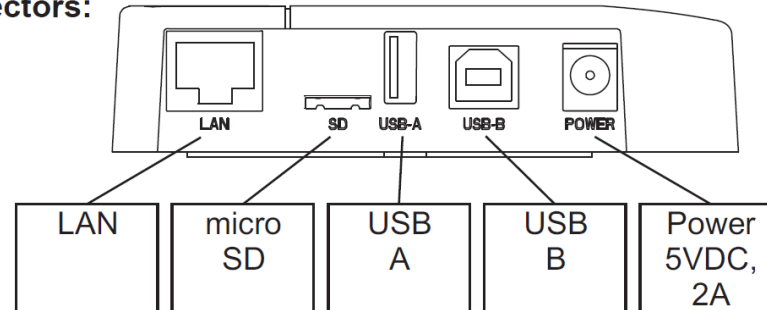 ectors:
LAN SD USB-A USB-B POWER
LAN
micro
SD
USB
A
USB
B
Power
5VDC,
2A